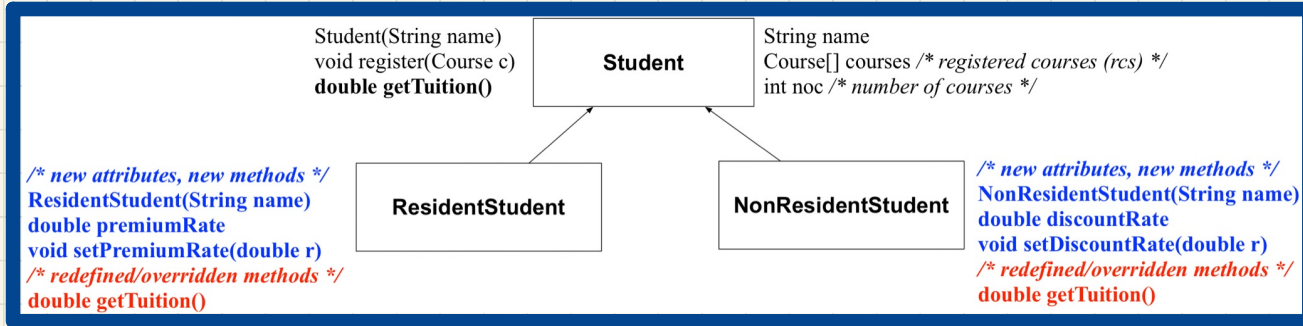 Student(String name)
void register(Course c)
double getTuition()
Student
String name
Course[] courses /* registered courses (rcs) */
int noc /* number of courses */
/* new attributes, new methods */
ResidentStudent(String name)
double premiumRate
void setPremiumRate(double r)
/* redefined/overridden methods */
double getTuition()
ResidentStudent
NonResidentStudent
/* new attributes, new methods */
NonResidentStudent(String name)
double discountRate
void setDiscountRate(double r)
/* redefined/overridden methods */
double getTuition()